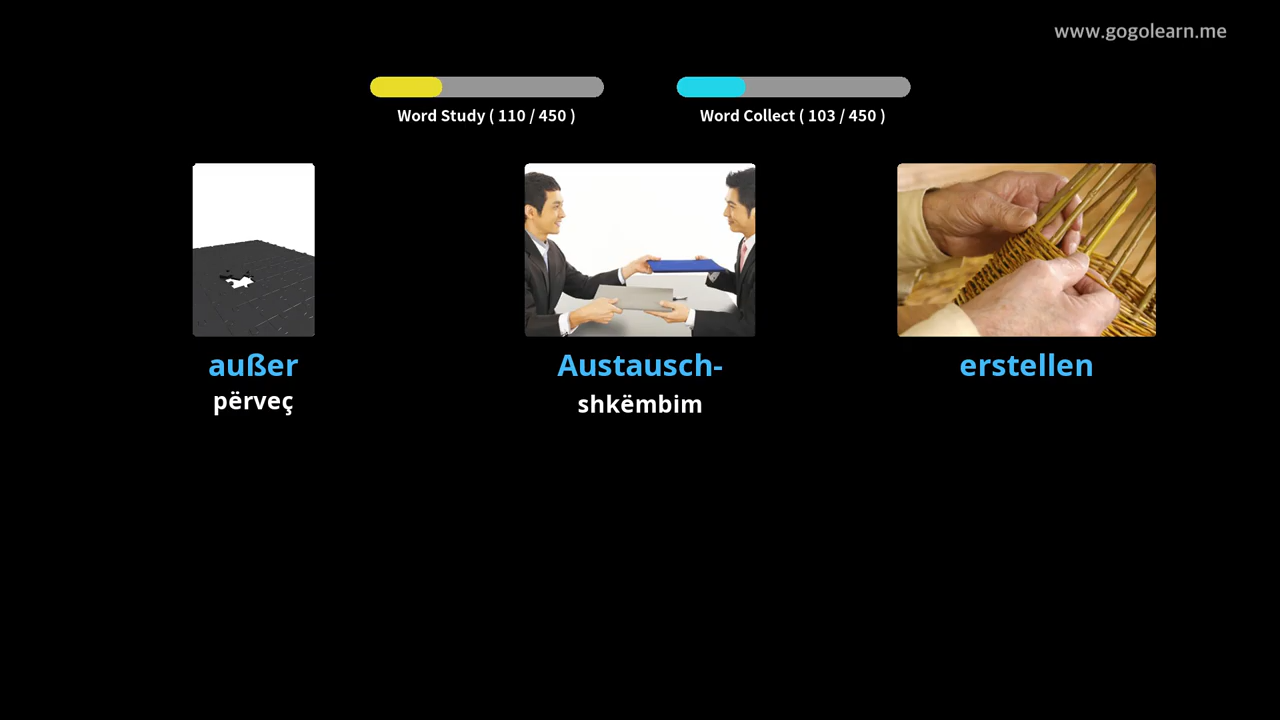 www.gogolearn.me
Word Study ( 110 / 450 )
Word Collect ( 103 / 450 )
außer
përveç
Austausch-
shkëmbim
erstellen